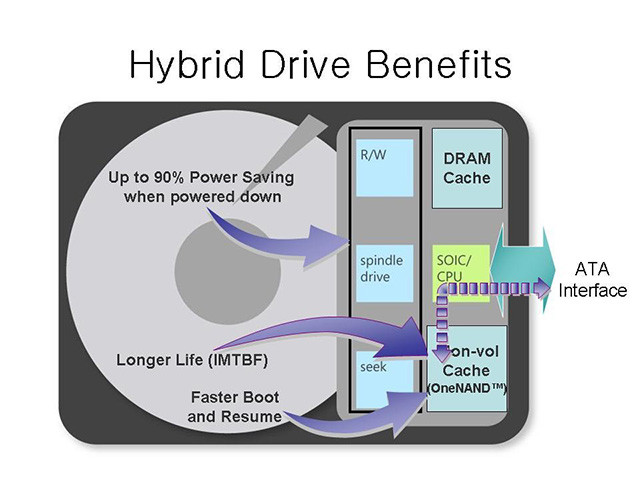 Hybrid Drive Benefits
Up to 90% Power Saving
when powered down
R/W
DRAM
Cache
spindle
drive
SOIC/
CPU
ATA
Interface
Longer Life (IMTBF)
seek
on-vol
Cache
(OneNAND™)
Faster Boot
and Resume